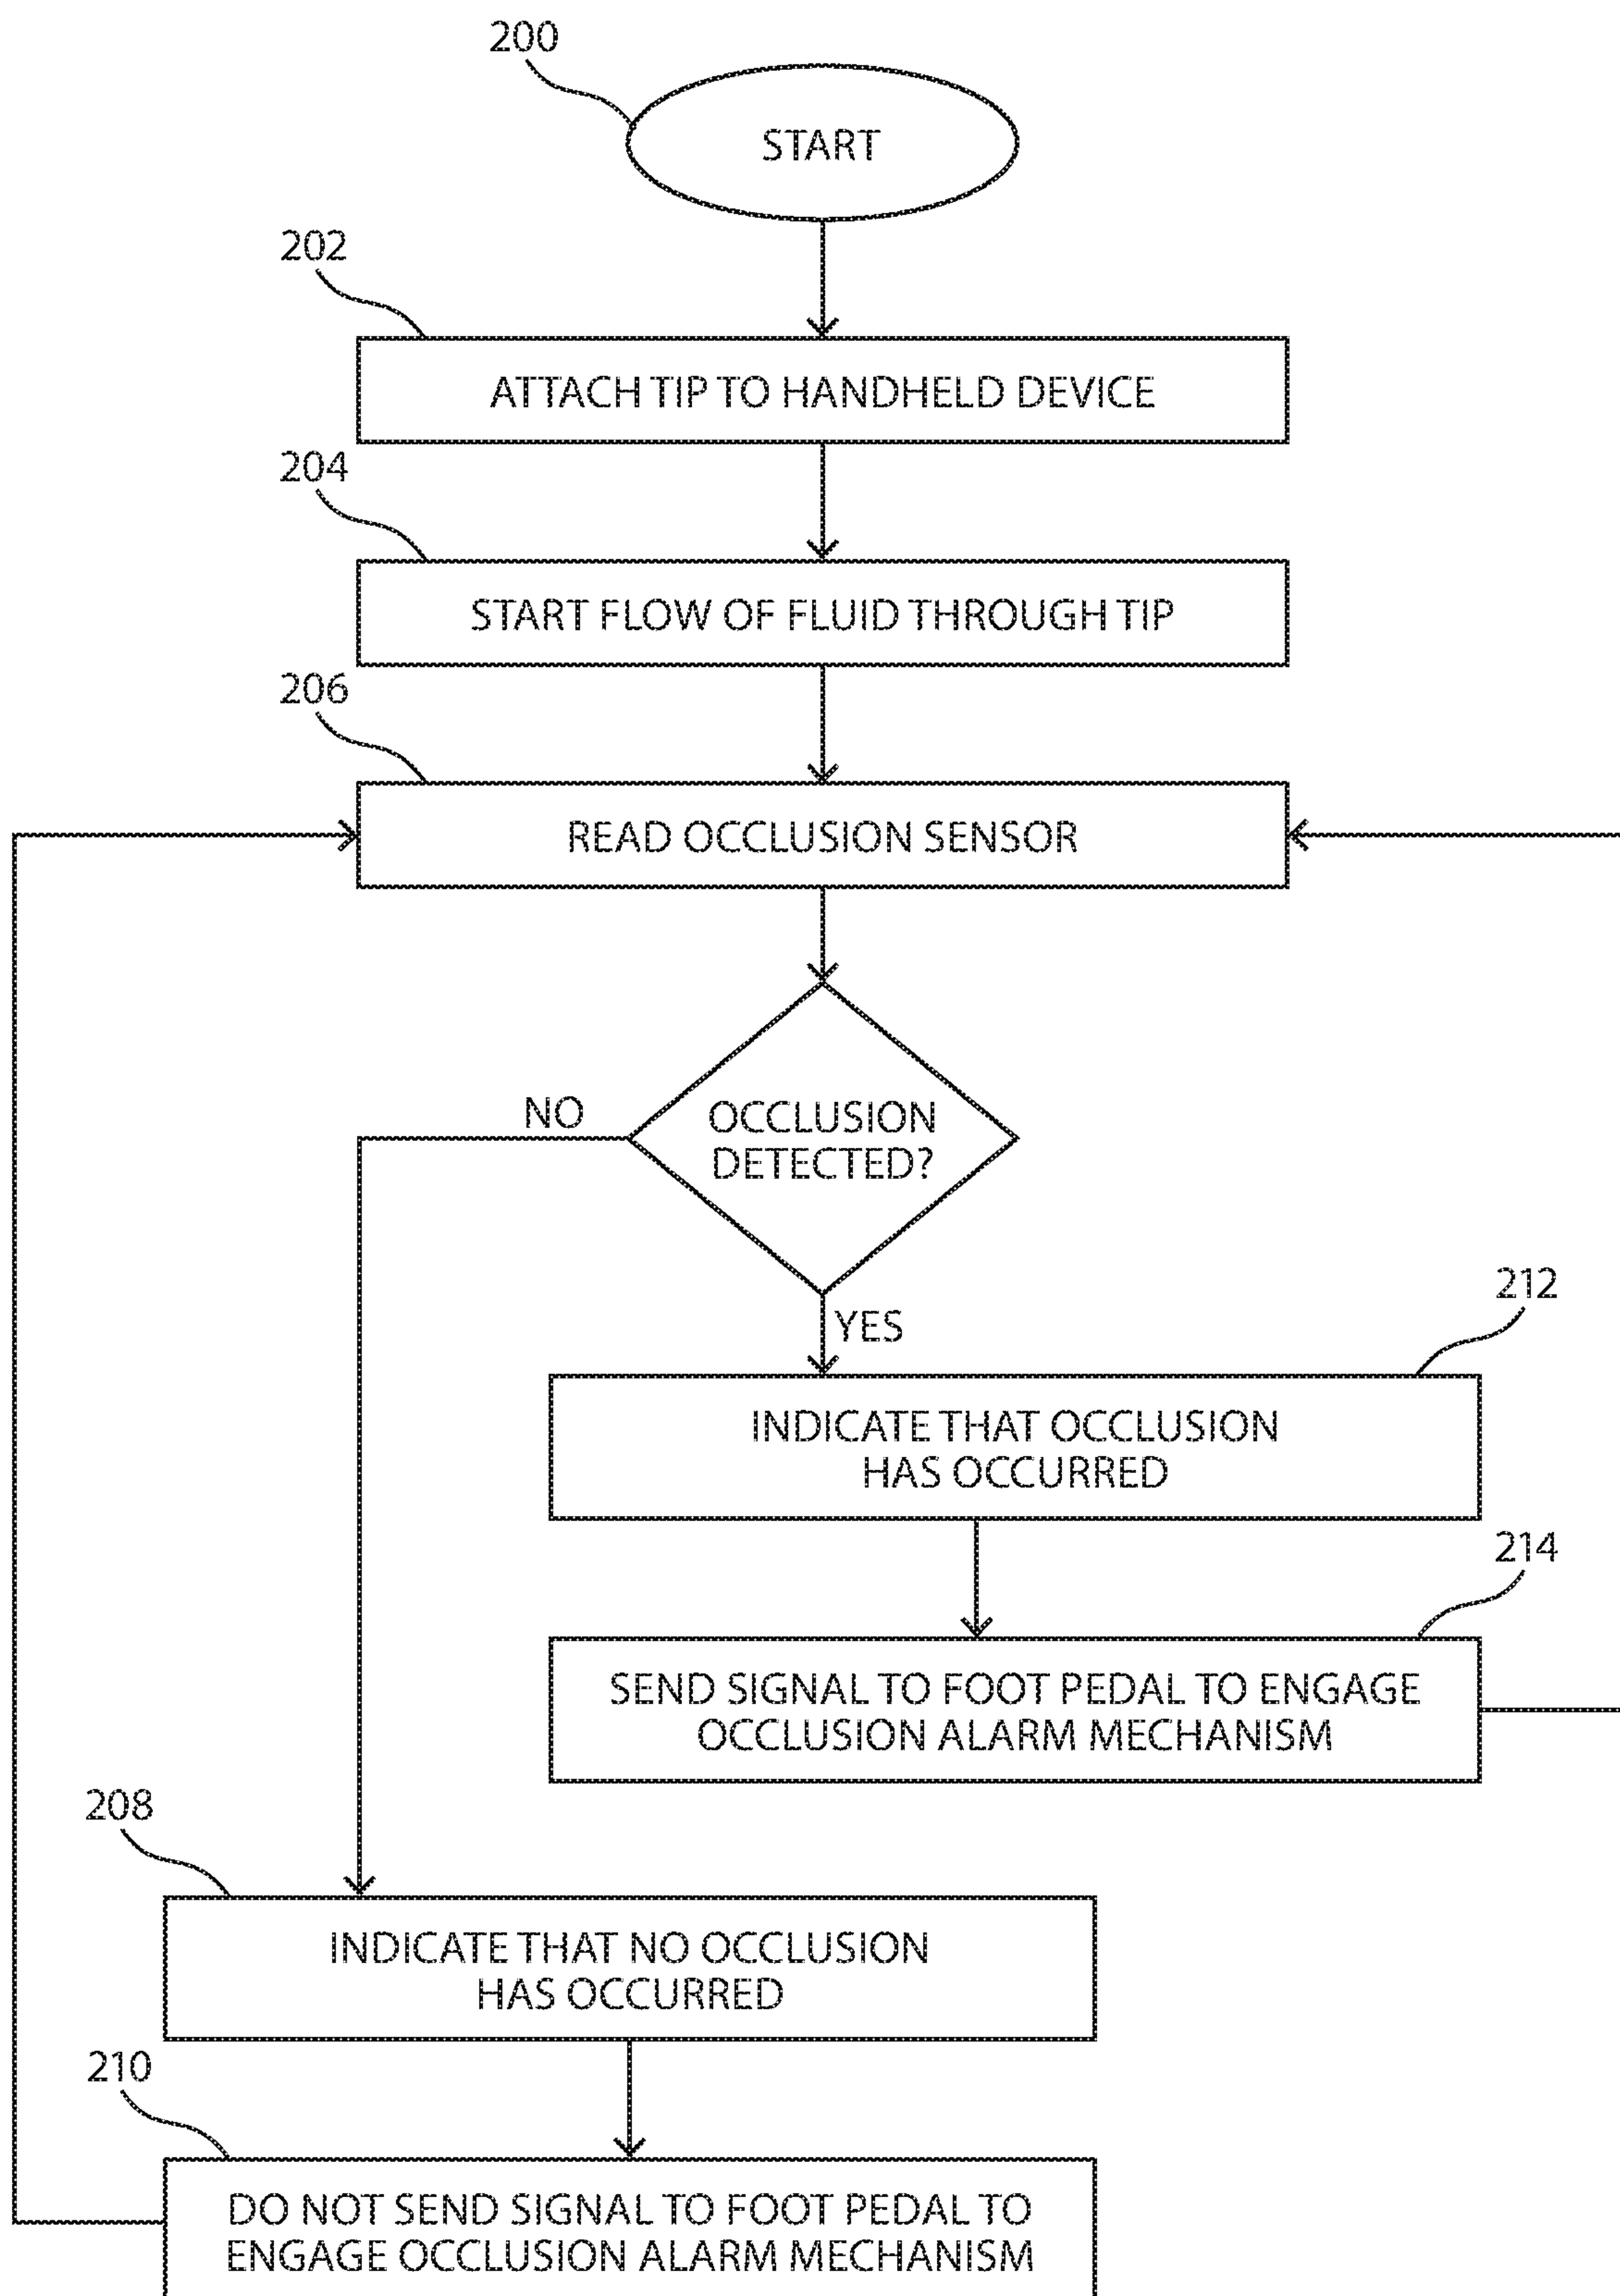 200
START
202
ATTACH TIP TO HANDHELD DEVICE
204
START FLOW OF FLUID THROUGH TIP
206
READ OCCLUSION SENSOR
NO
OCCLUSION
DETECTED?
YES
212
INDICATE THAT OCCLUSION
HAS OCCURRED
214
SEND SIGNAL TO FOOT PEDAL TO ENGAGE
OCCLUSION ALARM MECHANISM
208
INDICATE THAT NO OCCLUSION
HAS OCCURRED
210
DO NOT SEND SIGNAL TO FOOT PEDAL TO
ENGAGE OCCLUSION ALARM MECHANISM